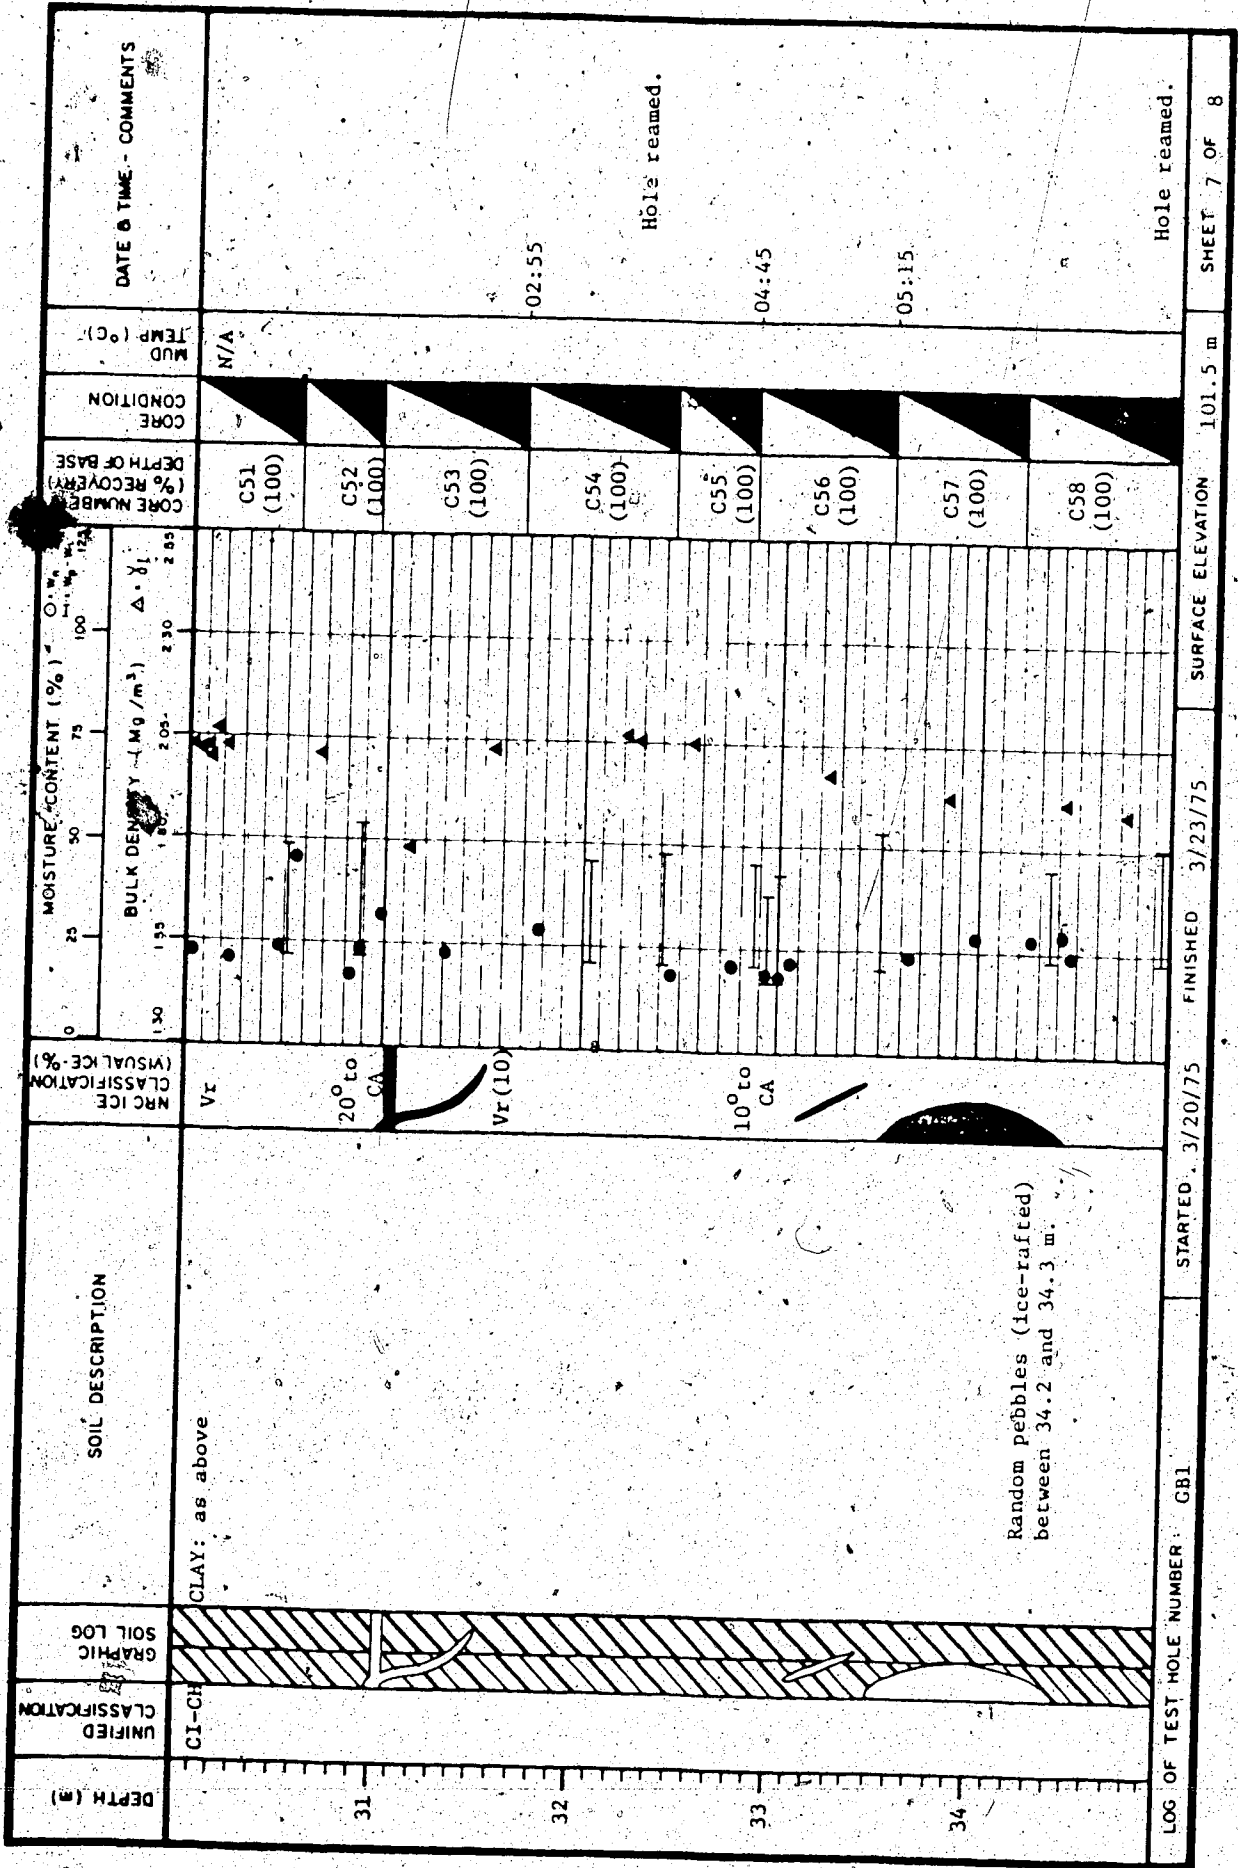 DEPTH (m)
UNIFIED
CLASSIFICATION
GRAPHIC
SOIL LOG
SOIL DESCRIPTION
NRC ICE
CLASSIFICATION
(VISUAL ICE-%)
MOISTURE CONTENT (%)
0 25 50 75 100 125
BULK DENSITY (Mg/m³)
1.30 1.55 1.80 2.05 2.30 2.55
CORE NUMBER
(% RECOVERY)
DEPTH OF BASE
CORE
CONDITION
MUD
TEMP (°C)
DATE & TIME - COMMENTS
CI-CH
CLAY: as above
Vr
C51
(100)
N/A
20° to
CA
C52
(100)
31
C53
(100)
Vr(10)
02:55
32
C54
(100)
Hole reamed.
10° to
CA
C55
(100)
04:45
33
C56
(100)
05:15
C57
(100)
34
Random pebbles (ice-rafted)
between 34.2 and 34.3 m.
C58
(100)
Hole reamed.
LOG OF TEST HOLE NUMBER: GB1
STARTED 3/20/75
FINISHED 3/23/75
SURFACE ELEVATION 101.5 m
SHEET 7 OF 8